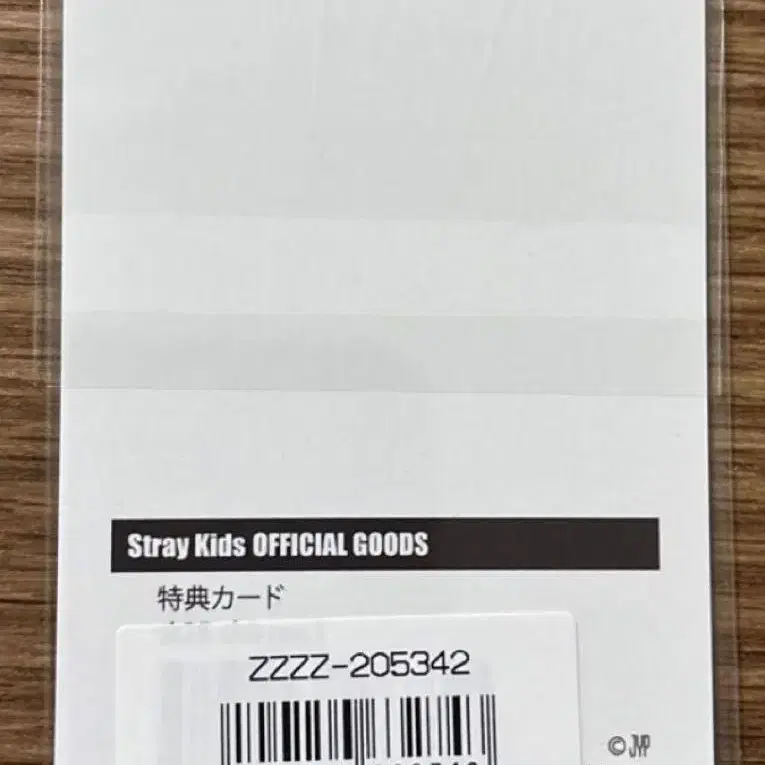 Stray Kids OFFICIAL GOODS
特典カード
ZZZZ-205342
© JYP